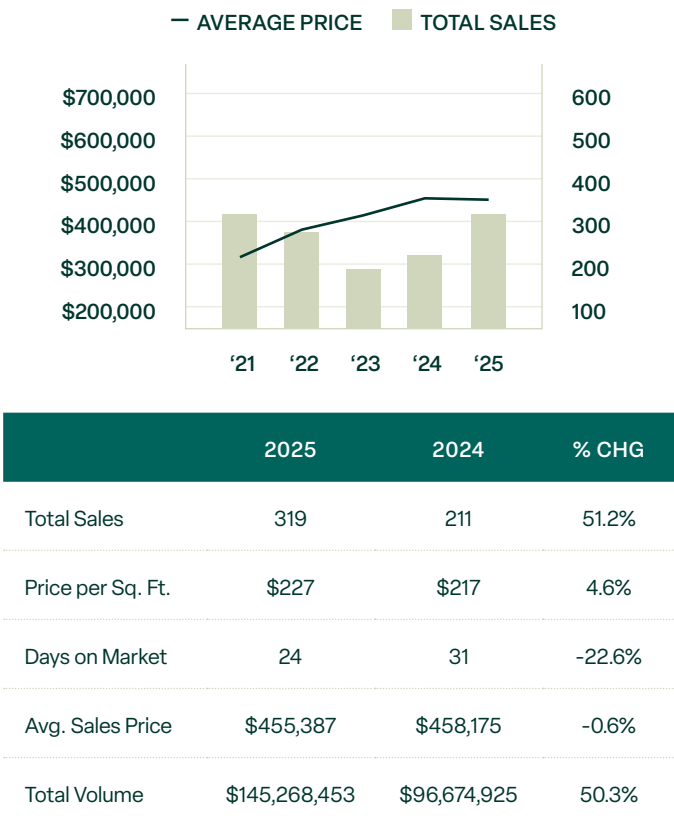 AVERAGE PRICE TOTAL SALES
$700,000 600
$600,000 500
$500,000 400
$400,000 300
$300,000 200
$200,000 100
‘21 ‘22 ‘23 ‘24 ‘25
2025 2024 % CHG
Total Sales 319 211 51.2%
Price per Sq. Ft. $227 $217 4.6%
Days on Market 24 31 -22.6%
Avg. Sales Price $455,387 $458,175 -0.6%
Total Volume $145,268,453 $96,674,925 50.3%